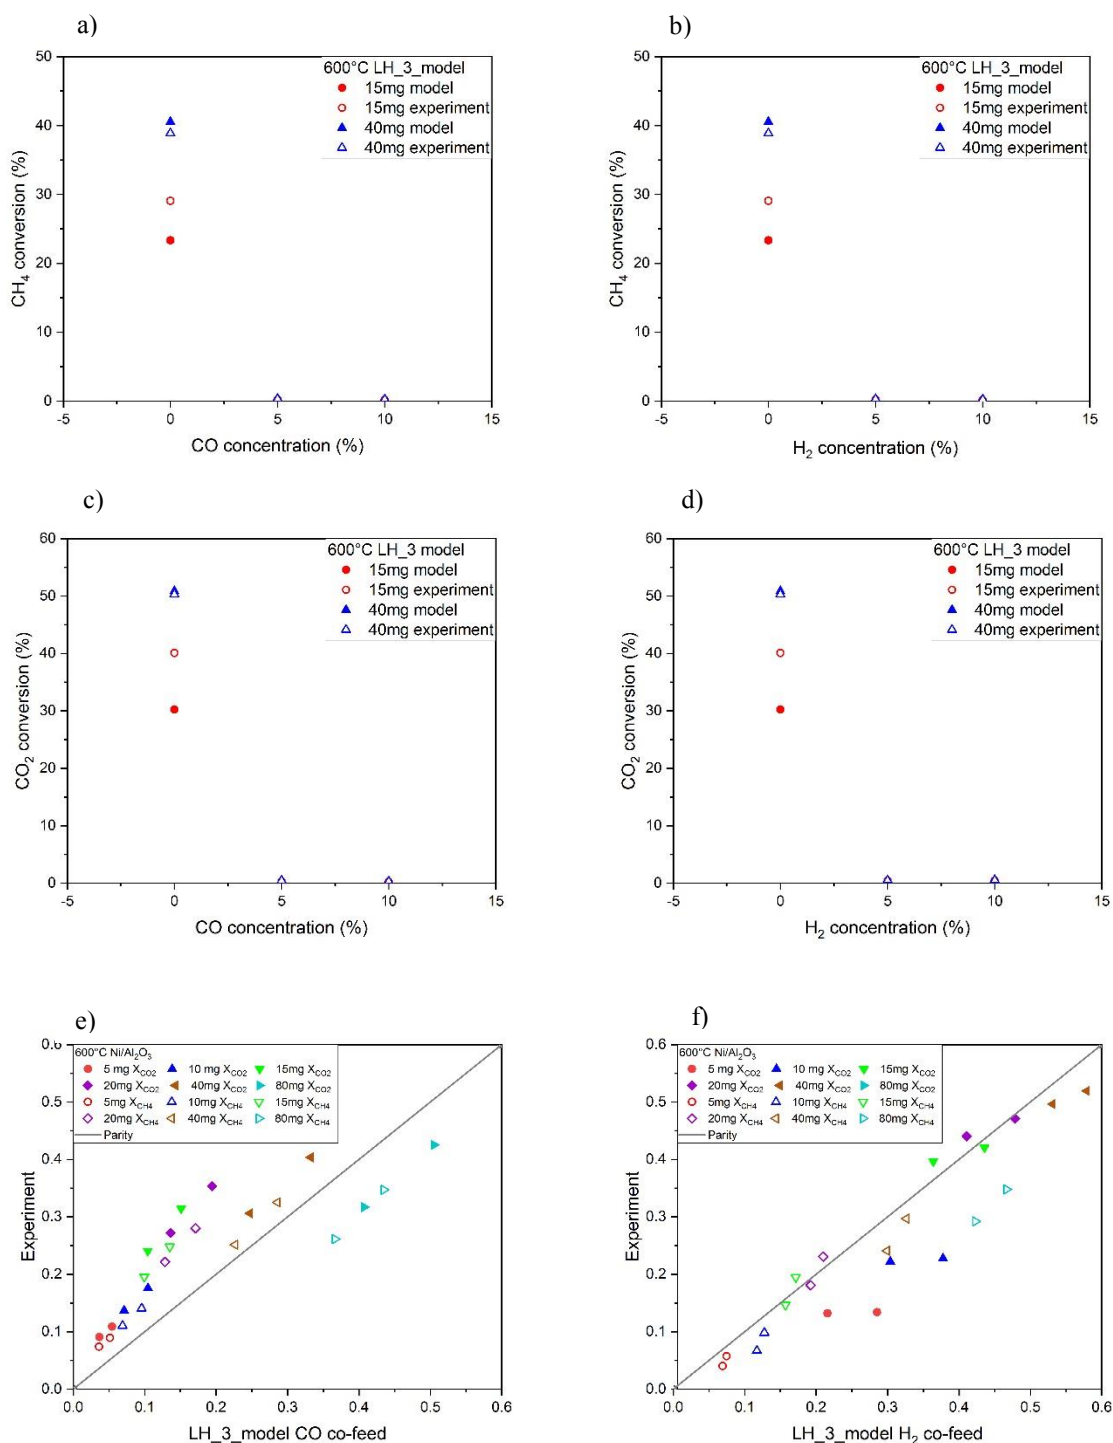 a)
50
40
30
20
10
0
-5 0 5 10 15
CH4 conversion (%)
CO concentration (%)
600°C LH_3_model
15mg model
15mg experiment
40mg model
40mg experiment
b)
50
40
30
20
10
0
-5 0 5 10 15
CH4 conversion (%)
H2 concentration (%)
600°C LH_3_model
15mg model
15mg experiment
40mg model
40mg experiment
c)
60
50
40
30
20
10
0
-5 0 5 10 15
CO2 conversion (%)
CO concentration (%)
600°C LH_3 model
15mg model
15mg experiment
40mg model
40mg experiment
d)
60
50
40
30
20
10
0
-5 0 5 10 15
CO2 conversion (%)
H2 concentration (%)
600°C LH_3 model
15mg model
15mg experiment
40mg model
40mg experiment
e)
0.6
0.5
0.4
0.3
0.2
0.1
0.0
0.0 0.1 0.2 0.3 0.4 0.5 0.6
Experiment
LH_3_model CO co-feed
600°C Ni/Al2O3
5 mg XCO2 10 mg XCO2 15mg XCO2
20mg XCO2 40mg XCO2 80mg XCO2
5mg XCH4 10mg XCH4 15mg XCH4
20mg XCH4 40mg XCH4 80mg XCH4
Parity
f)
0.6
0.5
0.4
0.3
0.2
0.1
0.0
0.0 0.1 0.2 0.3 0.4 0.5 0.6
Experiment
LH_3_model H2 co-feed
600°C Ni/Al2O3
5 mg XCO2 10 mg XCO2 15mg XCO2
20mg XCO2 40mg XCO2 80mg XCO2
5mg XCH4 10mg XCH4 15mg XCH4
20mg XCH4 40mg XCH4 80mg XCH4
Parity